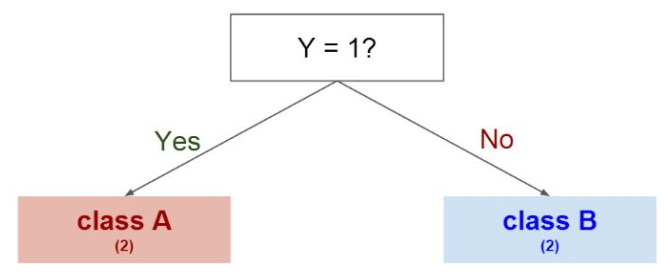 Y = 1?
Yes
No
class A
(2)
class B
(2)